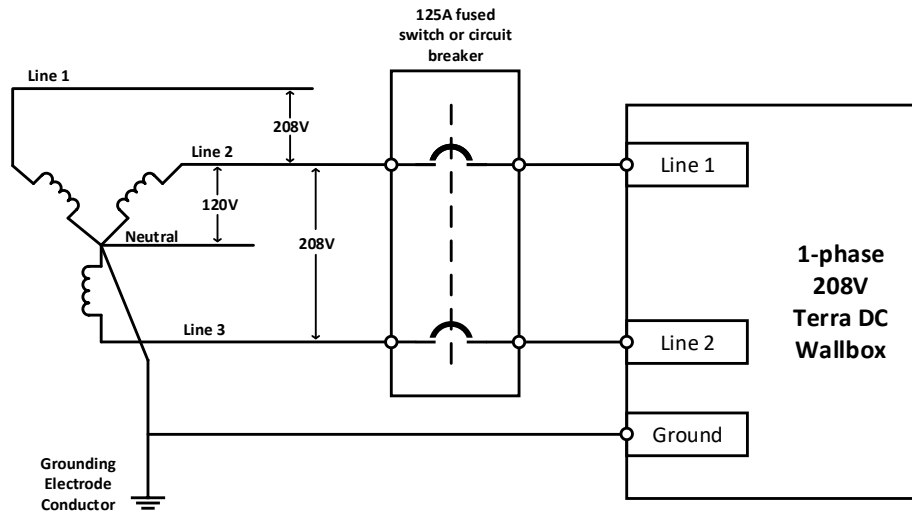 125A fused
switch or circuit
breaker
Line 1
208V
Line 2
120V
Neutral
208V
Line 3
Line 1
Line 2
Ground
1-phase
208V
Terra DC
Wallbox
Grounding
Electrode
Conductor